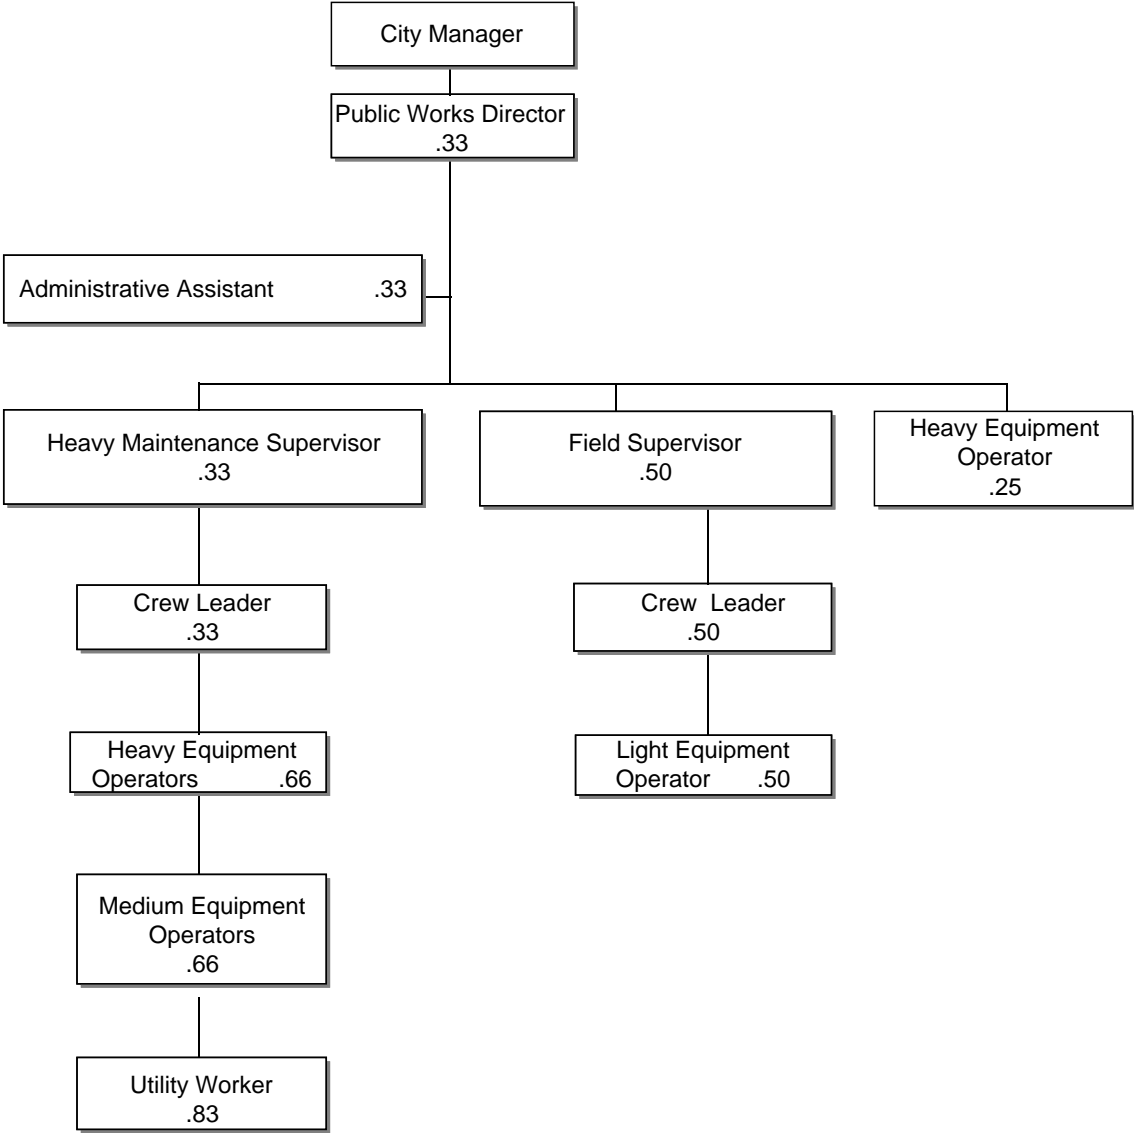 City Manager
Public Works Director
.33
Administrative Assistant .33
Heavy Maintenance Supervisor
.33
Field Supervisor
.50
Heavy Equipment
Operator
.25
Crew Leader
.33
Crew Leader
.50
Heavy Equipment
Operators .66
Light Equipment
Operator .50
Medium Equipment
Operators
.66
Utility Worker
.83